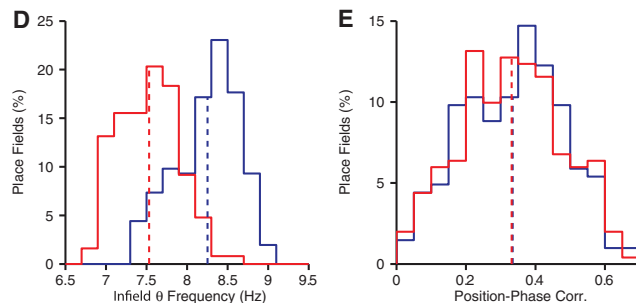 D
25
20
15
10
5
0
Place Fields (%)
6.5 7 7.5 8 8.5 9 9.5
Infield θ Frequency (Hz)
E
15
10
5
0
Place Fields (%)
0 0.2 0.4 0.6
Position-Phase Corr.